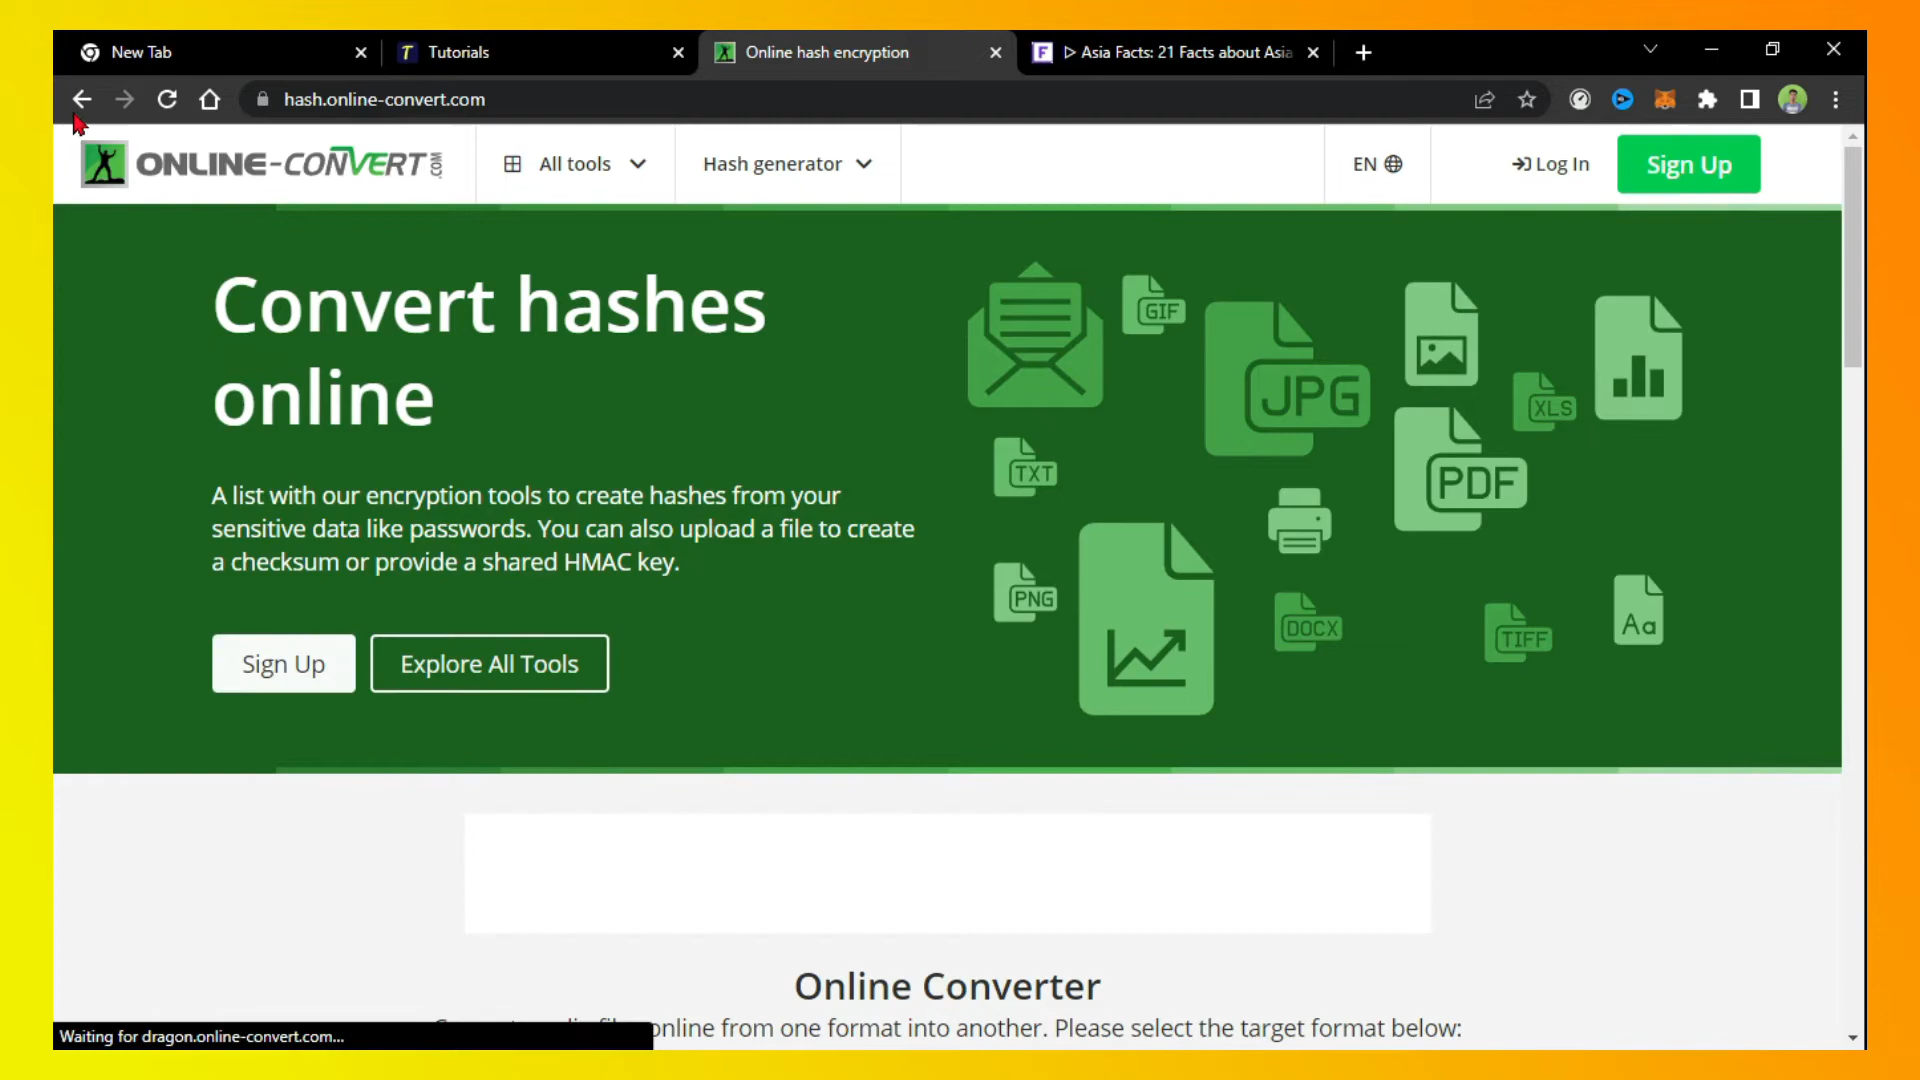 New Tab
T Tutorials
Online hash encryption
F ▷ Asia Facts: 21 Facts about Asia
hash.online-convert.com
ONLINE-CONVERT.COM
All tools
Hash generator
EN
Log In
Sign Up
Convert hashes
online
A list with our encryption tools to create hashes from your
sensitive data like passwords. You can also upload a file to create
a checksum or provide a shared HMAC key.
Sign Up
Explore All Tools
GIF
JPG
XLS
TXT
PDF
PNG
DOCX
TIFF
Aa
Online Converter
online from one format into another. Please select the target format below:
Waiting for dragon.online-convert.com...